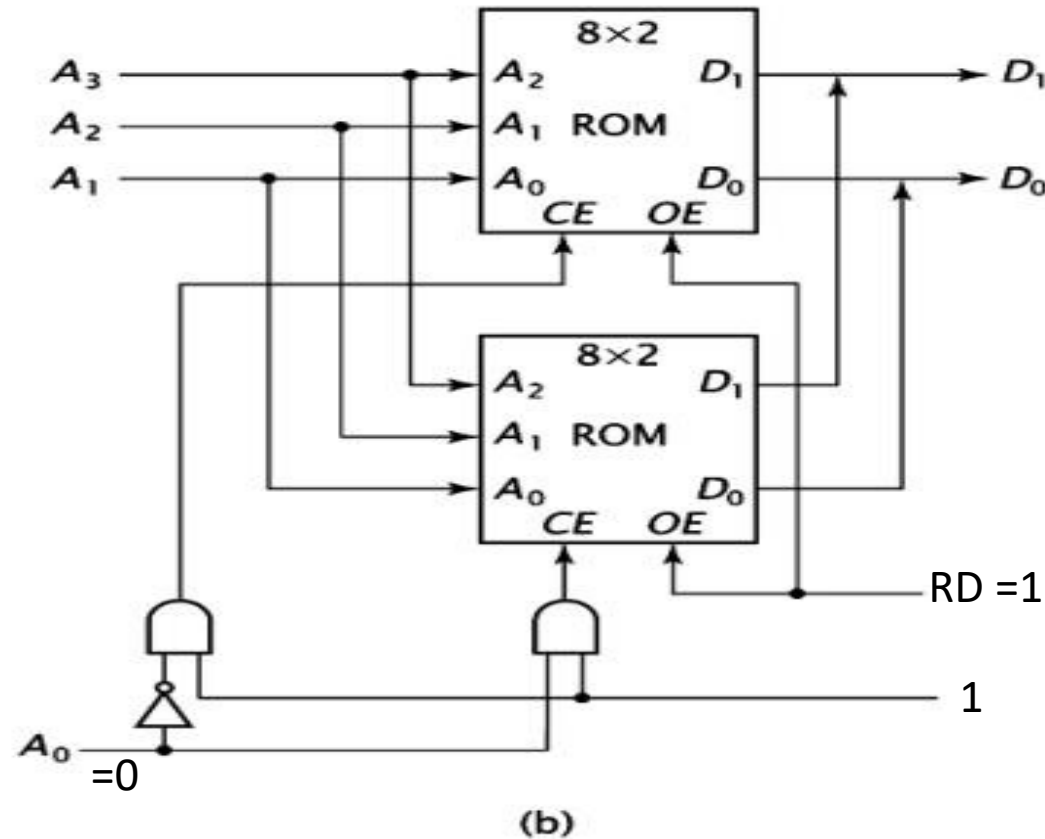 8×2
A₃ A₂ D₁ D₁
A₂ A₁ ROM
A₁ A₀ D₀ D₀
CE OE
8×2
A₂ D₁
A₁ ROM
A₀ D₀
CE OE
RD =1
1
A₀
=0
(b)